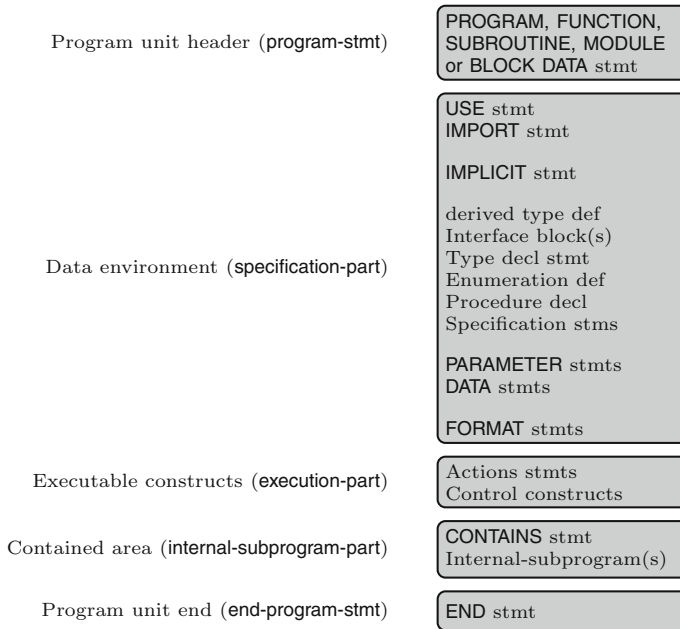 Program unit header (program-stmt)
PROGRAM, FUNCTION,
SUBROUTINE, MODULE
or BLOCK DATA stmt
Data environment (specification-part)
USE stmt
IMPORT stmt
IMPLICIT stmt
derived type def
Interface block(s)
Type decl stmt
Enumeration def
Procedure decl
Specification stms
PARAMETER stmts
DATA stmts
FORMAT stmts
Executable constructs (execution-part)
Actions stmts
Control constructs
Contained area (internal-subprogram-part)
CONTAINS stmt
Internal-subprogram(s)
Program unit end (end-program-stmt)
END stmt